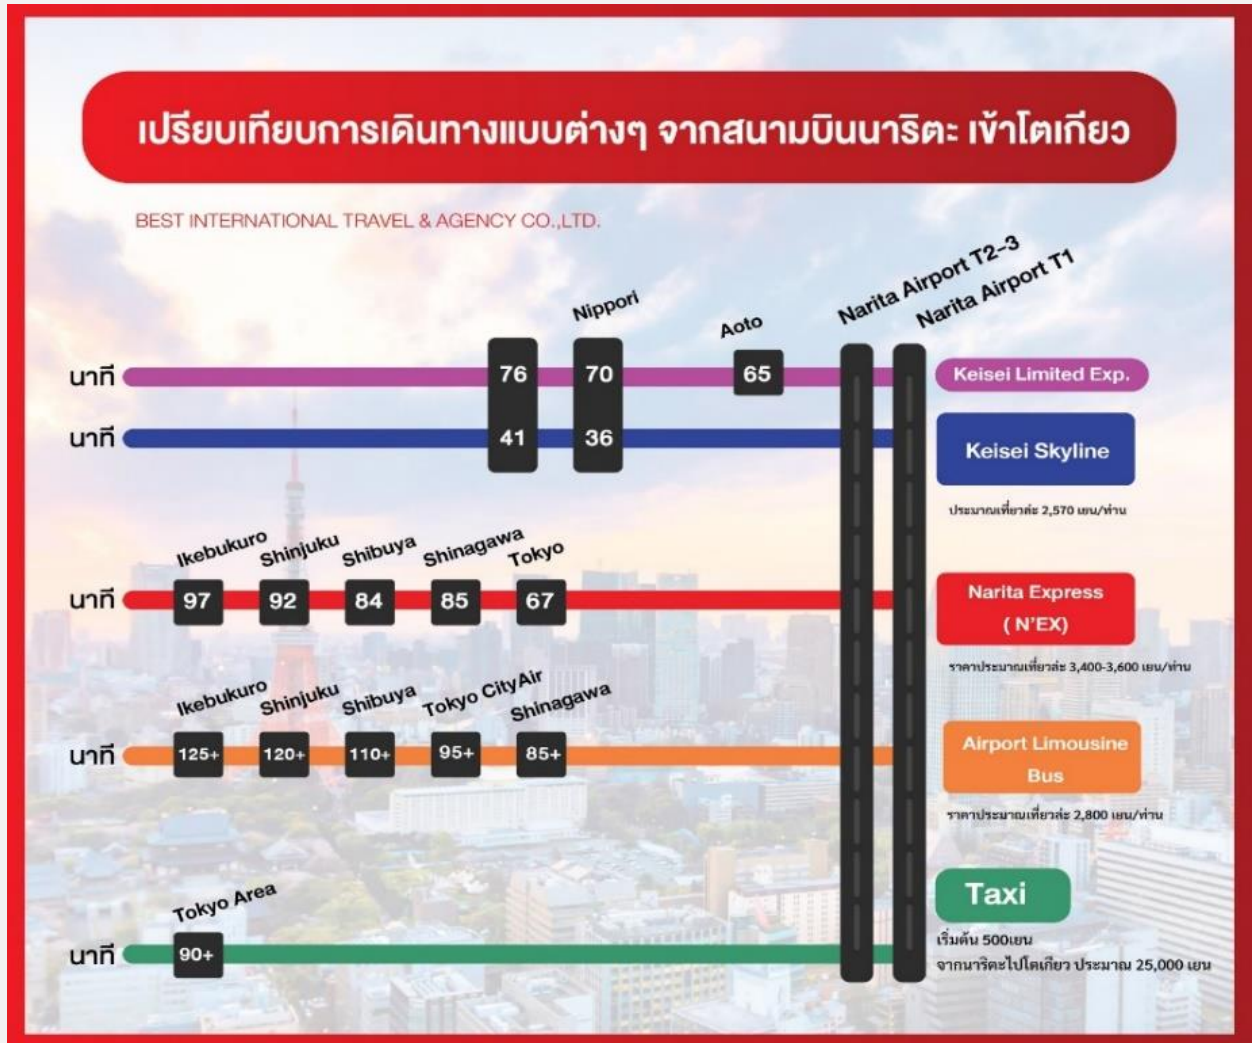 เปรียบเทียบการเดินทางแบบต่างๆ จากสนามบินนาริตะ เข้าโตเกียว
BEST INTERNATIONAL TRAVEL & AGENCY CO.,LTD.
Nippori
Aoto
Narita Airport T2-3
Narita Airport T1
นาที 76 70 65 Keisei Limited Exp.
นาที 41 36 Keisei Skyline
ประมาณเที่ยวล่ะ 2,570 เยน/ท่าน
Ikebukuro Shinjuku Shibuya Shinagawa Tokyo
นาที 97 92 84 85 67
Narita Express
( N'EX)
ราคาประมาณเที่ยวล่ะ 3,400-3,600 เยน/ท่าน
Ikebukuro Shinjuku Shibuya Tokyo CityAir Shinagawa
นาที 125+ 120+ 110+ 95+ 85+
Airport Limousine
Bus
ราคาประมาณเที่ยวล่ะ 2,800 เยน/ท่าน
Tokyo Area
นาที 90+
Taxi
เริ่มต้น 500เยน
จากนาริตะไปโตเกียว ประมาณ 25,000 เยน